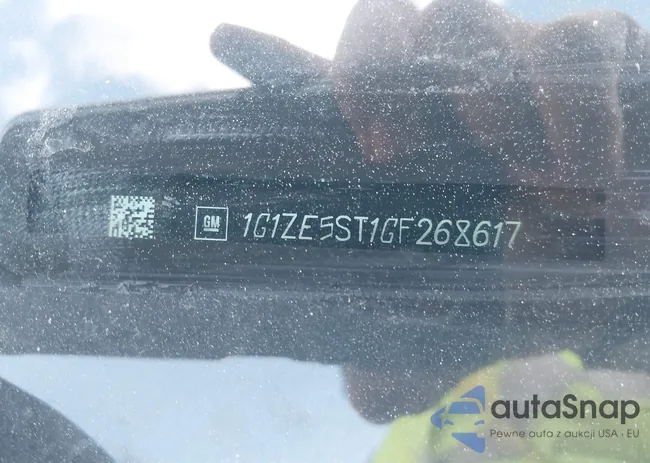 GM 1G1ZE5ST1GF268617
autaSnap
Pewne auta z aukcji USA · EU